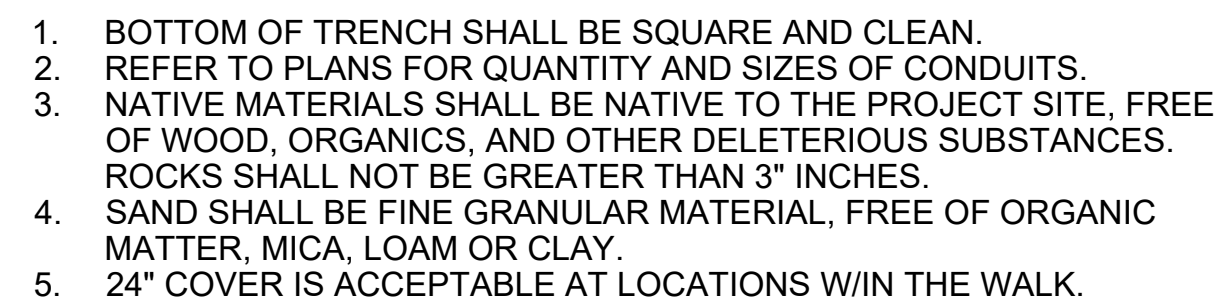 1. BOTTOM OF TRENCH SHALL BE SQUARE AND CLEAN.
2. REFER TO PLANS FOR QUANTITY AND SIZES OF CONDUITS.
3. NATIVE MATERIALS SHALL BE NATIVE TO THE PROJECT SITE, FREE
OF WOOD, ORGANICS, AND OTHER DELETERIOUS SUBSTANCES.
ROCKS SHALL NOT BE GREATER THAN 3" INCHES.
4. SAND SHALL BE FINE GRANULAR MATERIAL, FREE OF ORGANIC
MATTER, MICA, LOAM OR CLAY.
5. 24" COVER IS ACCEPTABLE AT LOCATIONS W/IN THE WALK.